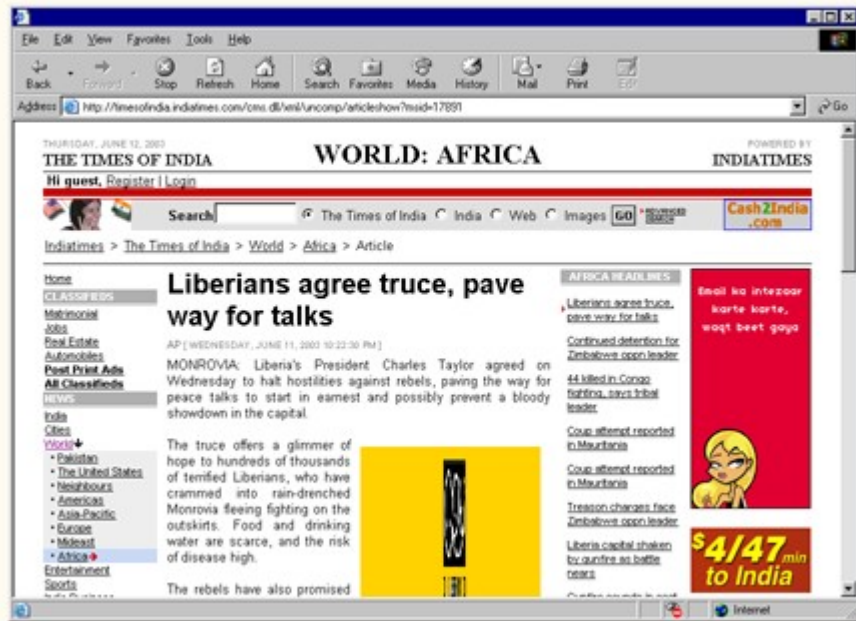 File Edit View Favorites Tools Help
Back Forward Stop Refresh Home Search Favorites Media History Mail Print Edit
Address http://timesofindia.indiatimes.com/cms.dll/xml/uncomp/articleshow?msid=17891 Go
THURSDAY, JUNE 12, 2003
THE TIMES OF INDIA
WORLD: AFRICA
POWERED BY
INDIATIMES
Hi guest, Register | Login
Search The Times of India India Web Images GO ADVANCED SEARCH
Cash2India
.com
Indiatimes > The Times of India > World > Africa > Article
Home
CLASSIFIEDS
Matrimonial
Jobs
Real Estate
Automobiles
Post Print Ads
All Classifieds
NEWS
India
Cities
World
• Pakistan
• The United States
• Neighbours
• Americas
• Asia-Pacific
• Europe
• Mideast
• Africa
Entertainment
Sports
India Business
Liberians agree truce, pave
way for talks
AP [ WEDNESDAY, JUNE 11, 2003 10:22:30 PM ]
MONROVIA: Liberia's President Charles Taylor agreed on
Wednesday to halt hostilities against rebels, paving the way for
peace talks to start in earnest and possibly prevent a bloody
showdown in the capital.
The truce offers a glimmer of
hope to hundreds of thousands
of terrified Liberians, who have
crammed into rain-drenched
Monrovia fleeing fighting on the
outskirts. Food and drinking
water are scarce, and the risk
of disease high.
The rebels have also promised
AFRICA HEADLINES
Liberians agree truce,
pave way for talks
Continued detention for
Zimbabwe oppn leader
44 killed in Congo
fighting, says tribal
leader
Coup attempt reported
in Mauritania
Coup attempt reported
in Mauritania
Treason charges face
Zimbabwe oppn leader
Liberia capital shaken
by gunfire as battle
nears
Email ka intezaar
karte karte,
waqt beet gaya
$4/47 min
to India
Internet